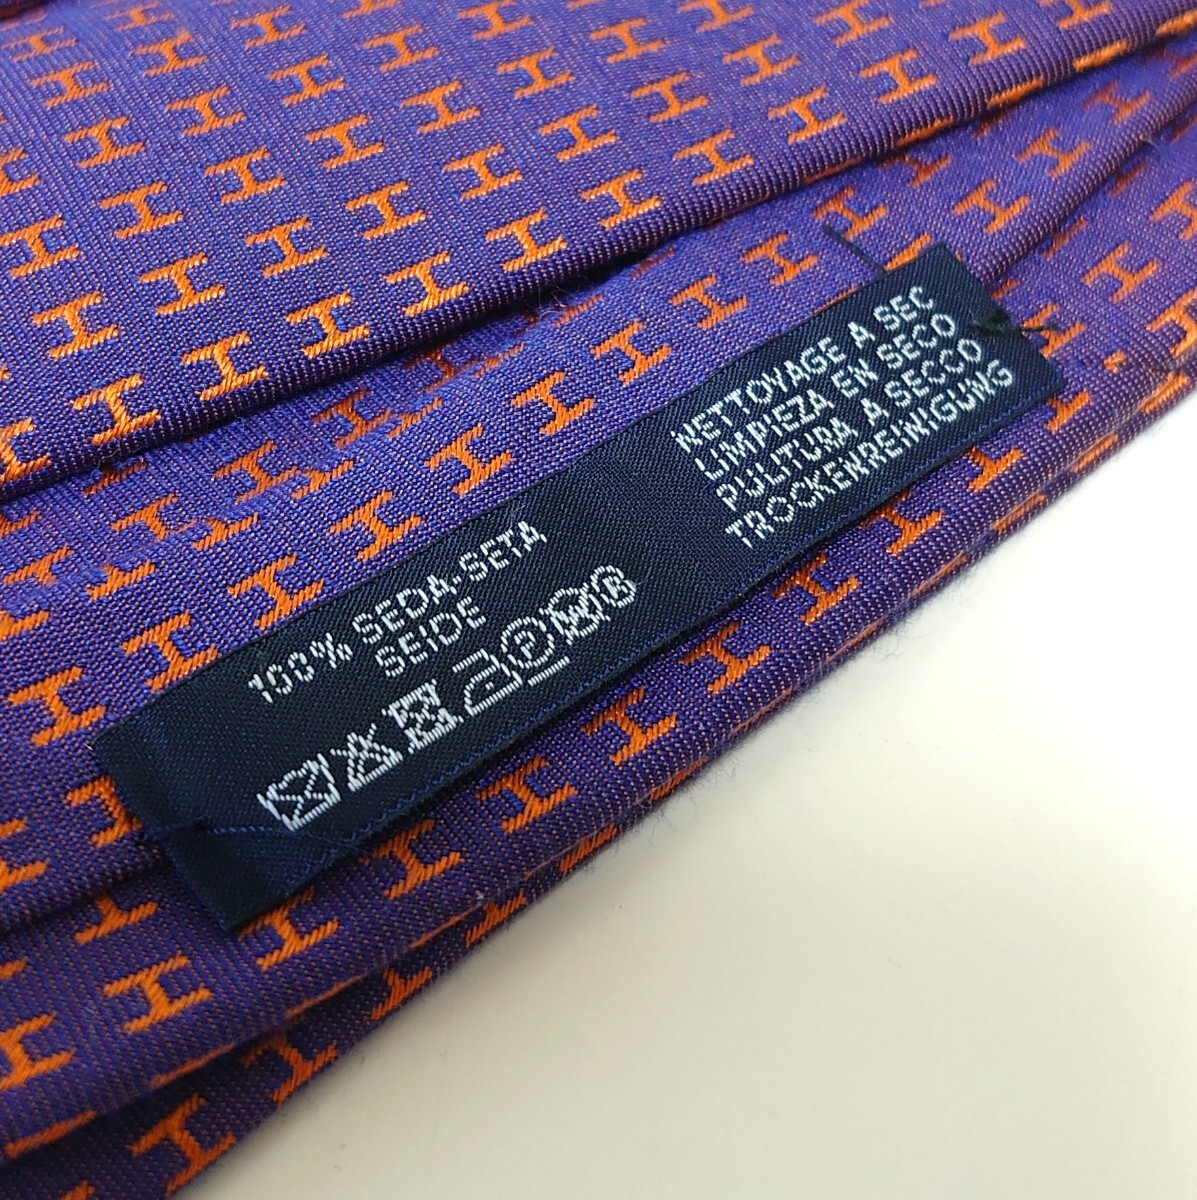 100% SEDA-SETA
SEIDE
P
W B
NETTOYAGE A SEC
LIMPIEZA EN SECO
PULITURA A SECCO
TROCKENREINIGUNG